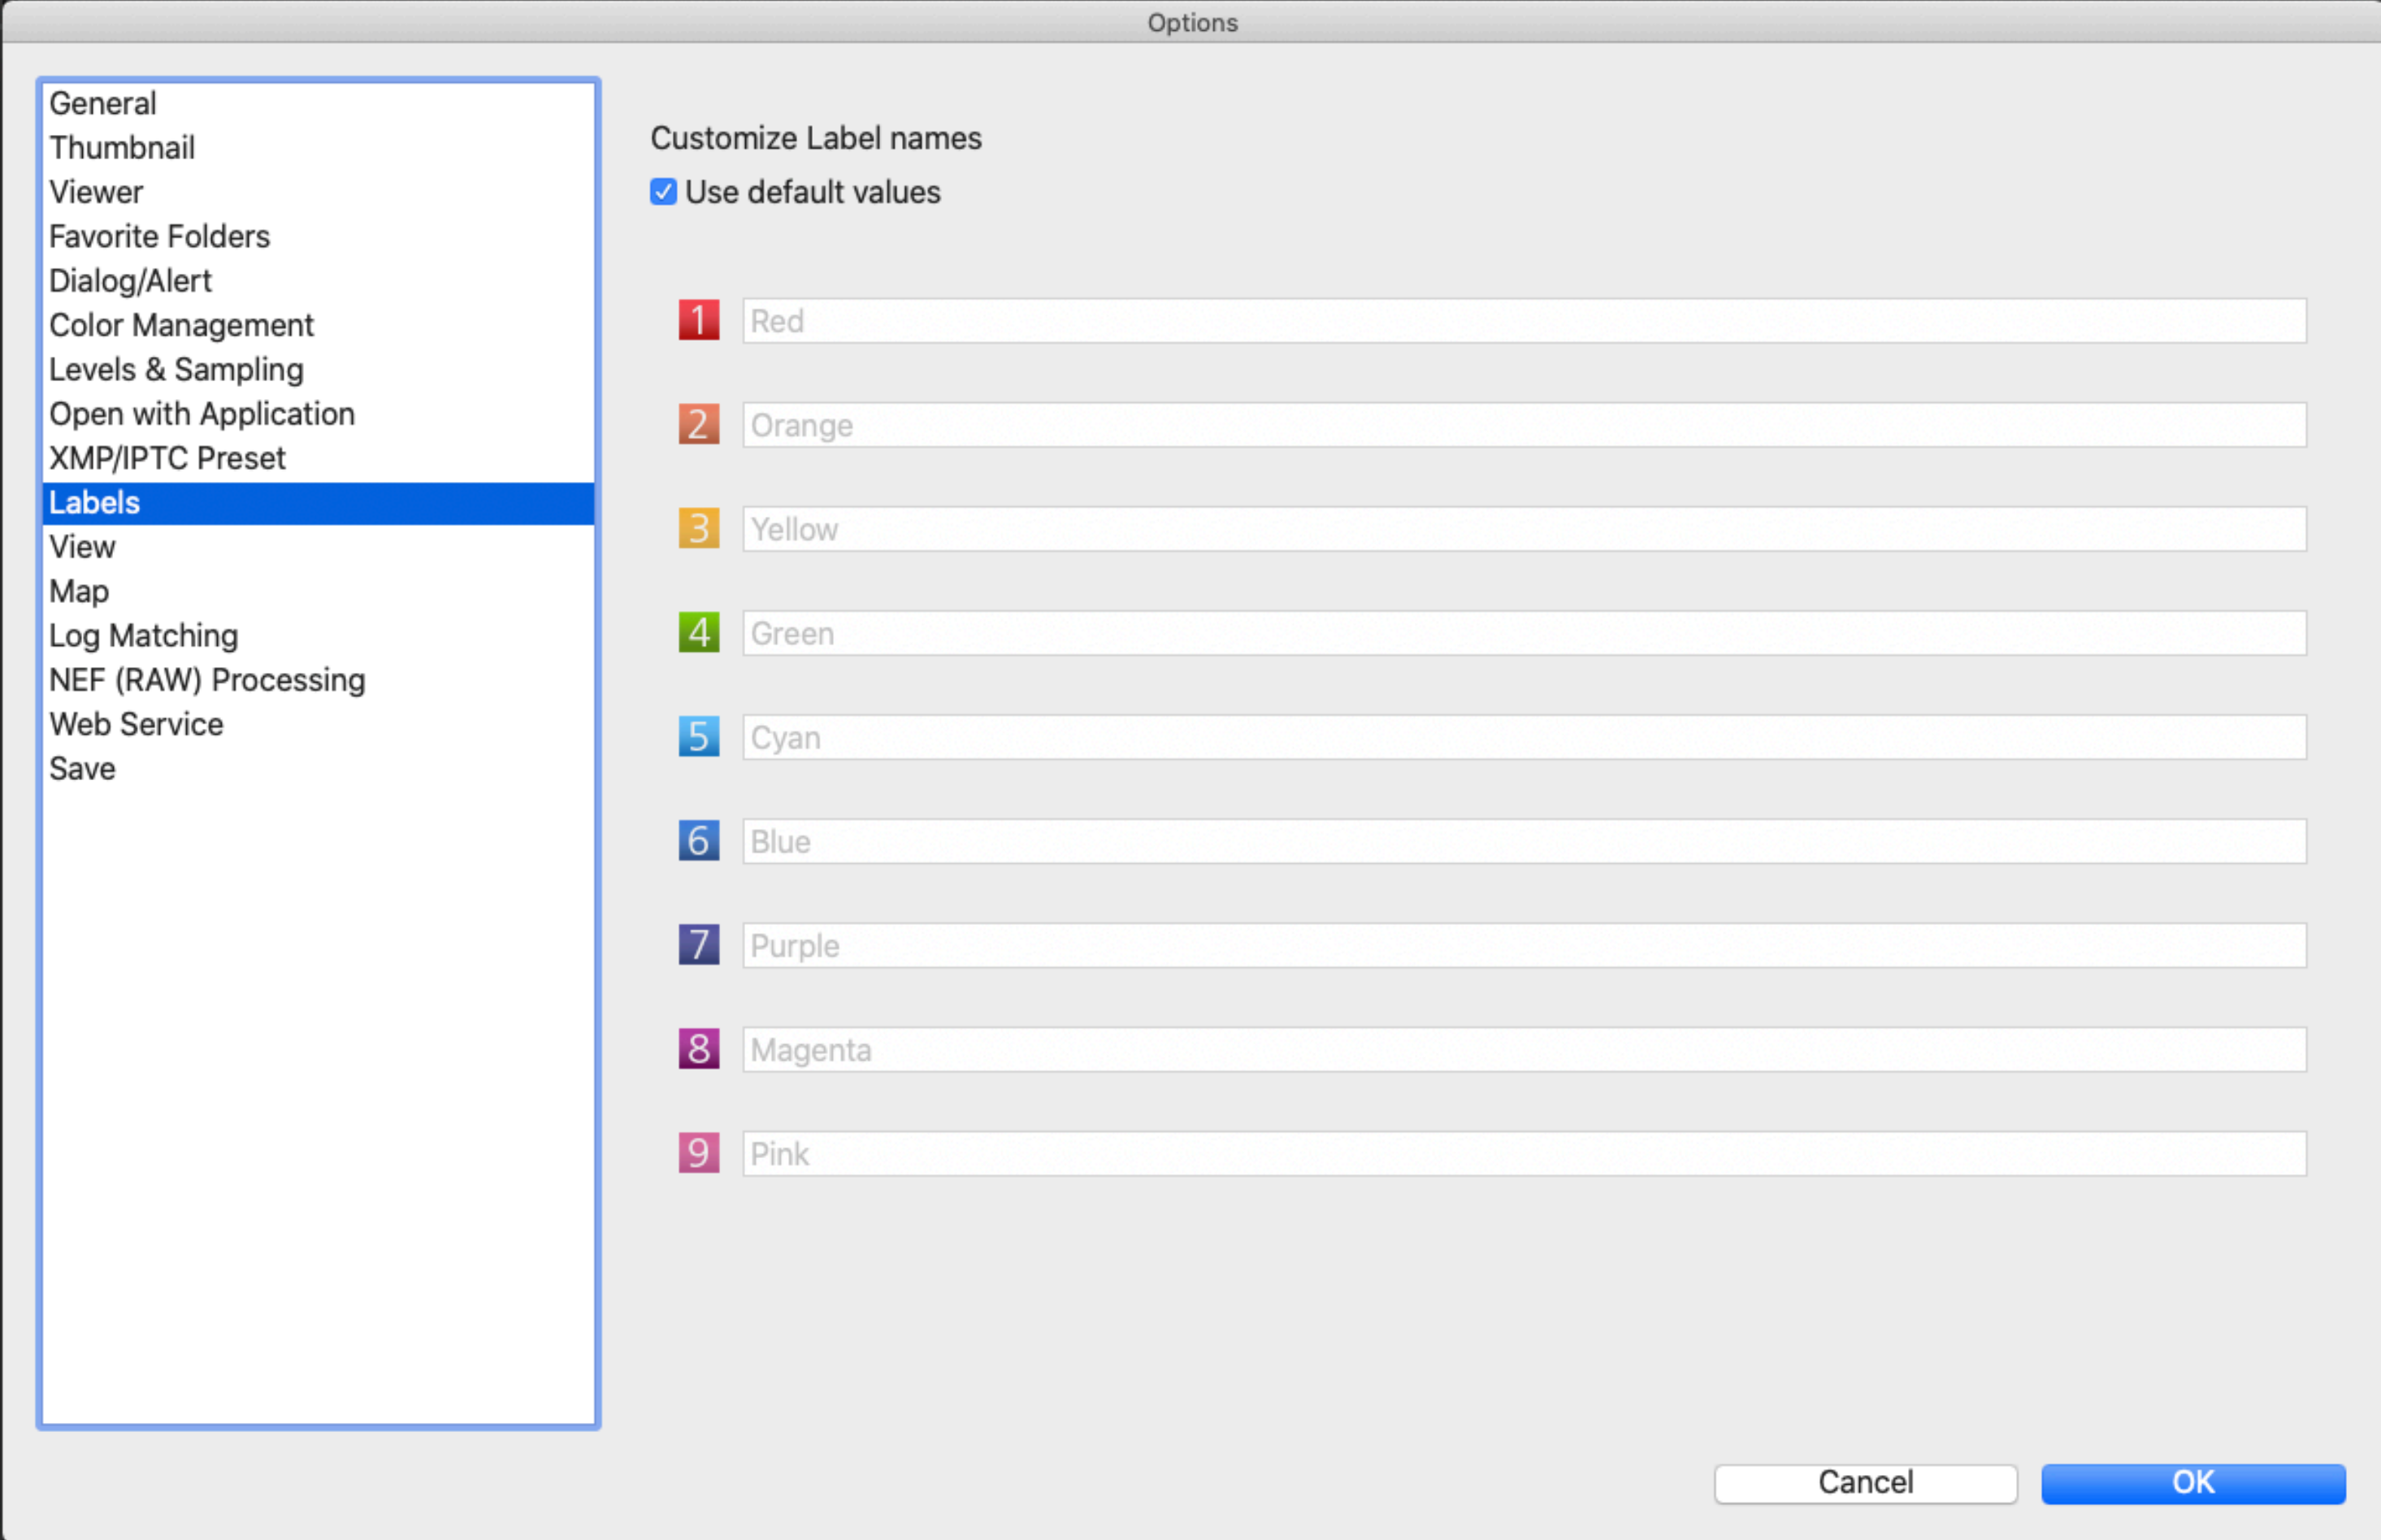 Options
General
Thumbnail
Viewer
Favorite Folders
Dialog/Alert
Color Management
Levels & Sampling
Open with Application
XMP/IPTC Preset
Labels
View
Map
Log Matching
NEF (RAW) Processing
Web Service
Save
Customize Label names
Use default values
1 Red
2 Orange
3 Yellow
4 Green
5 Cyan
6 Blue
7 Purple
8 Magenta
9 Pink
Cancel OK